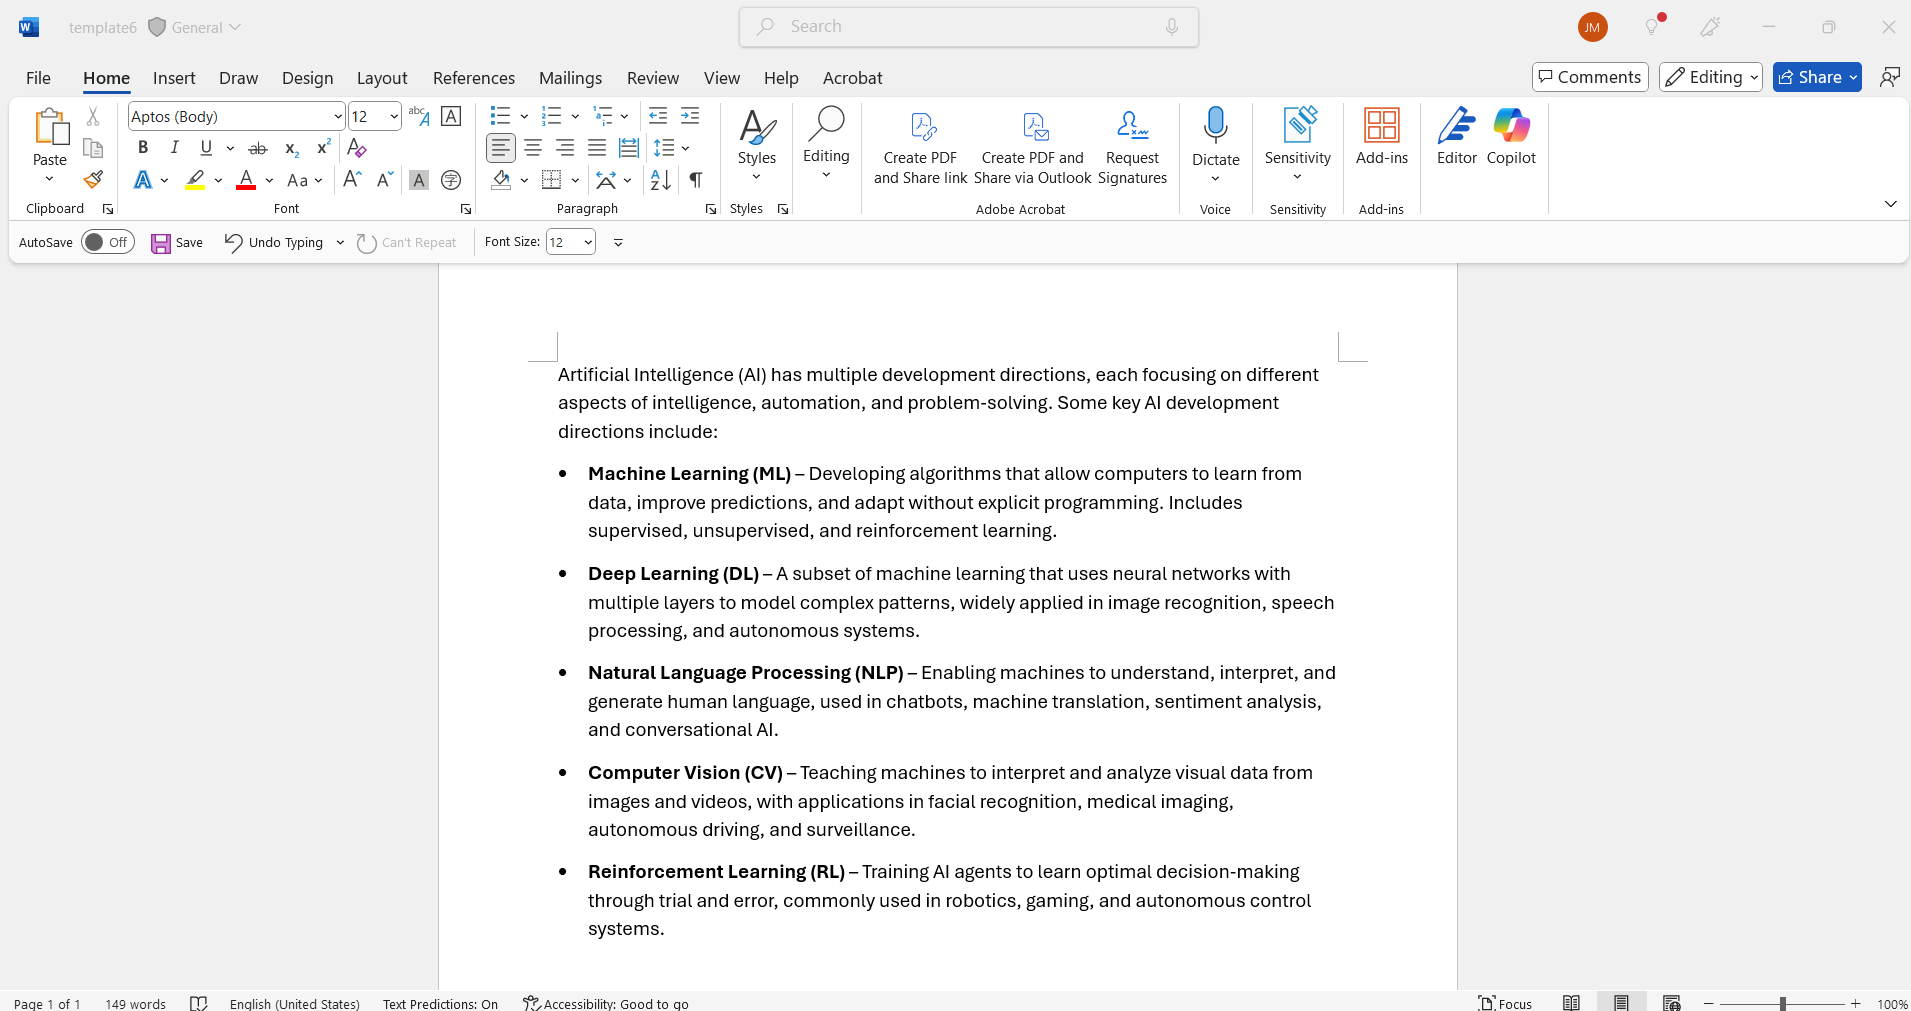 template6 General
Search
JM
File Home Insert Draw Design Layout References Mailings Review View Help Acrobat
Comments Editing Share
Paste
Clipboard
Aptos (Body) 12
Font
Paragraph
Styles
Styles
Editing
Create PDF and Share link
Create PDF and Share via Outlook
Request Signatures
Adobe Acrobat
Dictate
Voice
Sensitivity
Sensitivity
Add-ins
Add-ins
Editor
Copilot
AutoSave Off Save Undo Typing Can't Repeat Font Size: 12
Artificial Intelligence (AI) has multiple development directions, each focusing on different
aspects of intelligence, automation, and problem-solving. Some key AI development
directions include:
• Machine Learning (ML) – Developing algorithms that allow computers to learn from
data, improve predictions, and adapt without explicit programming. Includes
supervised, unsupervised, and reinforcement learning.
• Deep Learning (DL) – A subset of machine learning that uses neural networks with
multiple layers to model complex patterns, widely applied in image recognition, speech
processing, and autonomous systems.
• Natural Language Processing (NLP) – Enabling machines to understand, interpret, and
generate human language, used in chatbots, machine translation, sentiment analysis,
and conversational AI.
• Computer Vision (CV) – Teaching machines to interpret and analyze visual data from
images and videos, with applications in facial recognition, medical imaging,
autonomous driving, and surveillance.
• Reinforcement Learning (RL) – Training AI agents to learn optimal decision-making
through trial and error, commonly used in robotics, gaming, and autonomous control
systems.
Page 1 of 1 149 words English (United States) Text Predictions: On Accessibility: Good to go Focus 100%